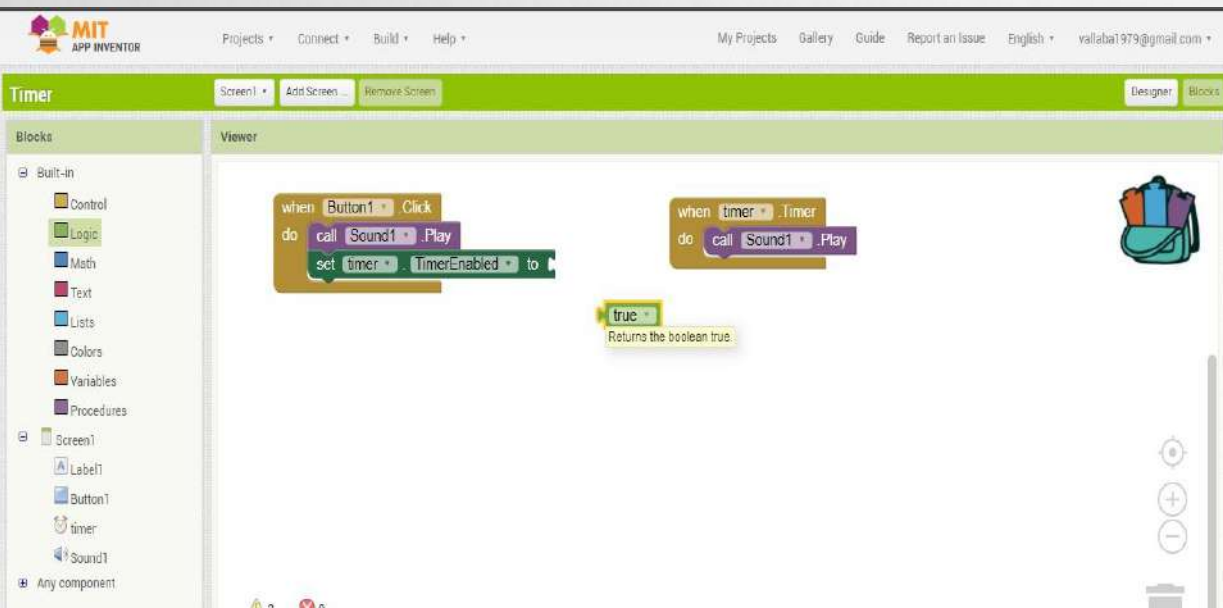 MIT
APP INVENTOR
Projects Connect Build Help My Projects Gallery Guide Report an Issue English vallaba1979@gmail.com
Timer Screen1 Add Screen ... Remove Screen Designer Blocks
Blocks Viewer
Built-in
Control
Logic
Math
Text
Lists
Colors
Variables
Procedures
Screen1
Label1
Button1
timer
Sound1
Any component
when Button1 .Click
do call Sound1 .Play
set timer . TimerEnabled to
when timer .Timer
do call Sound1 .Play
true
Returns the boolean true.